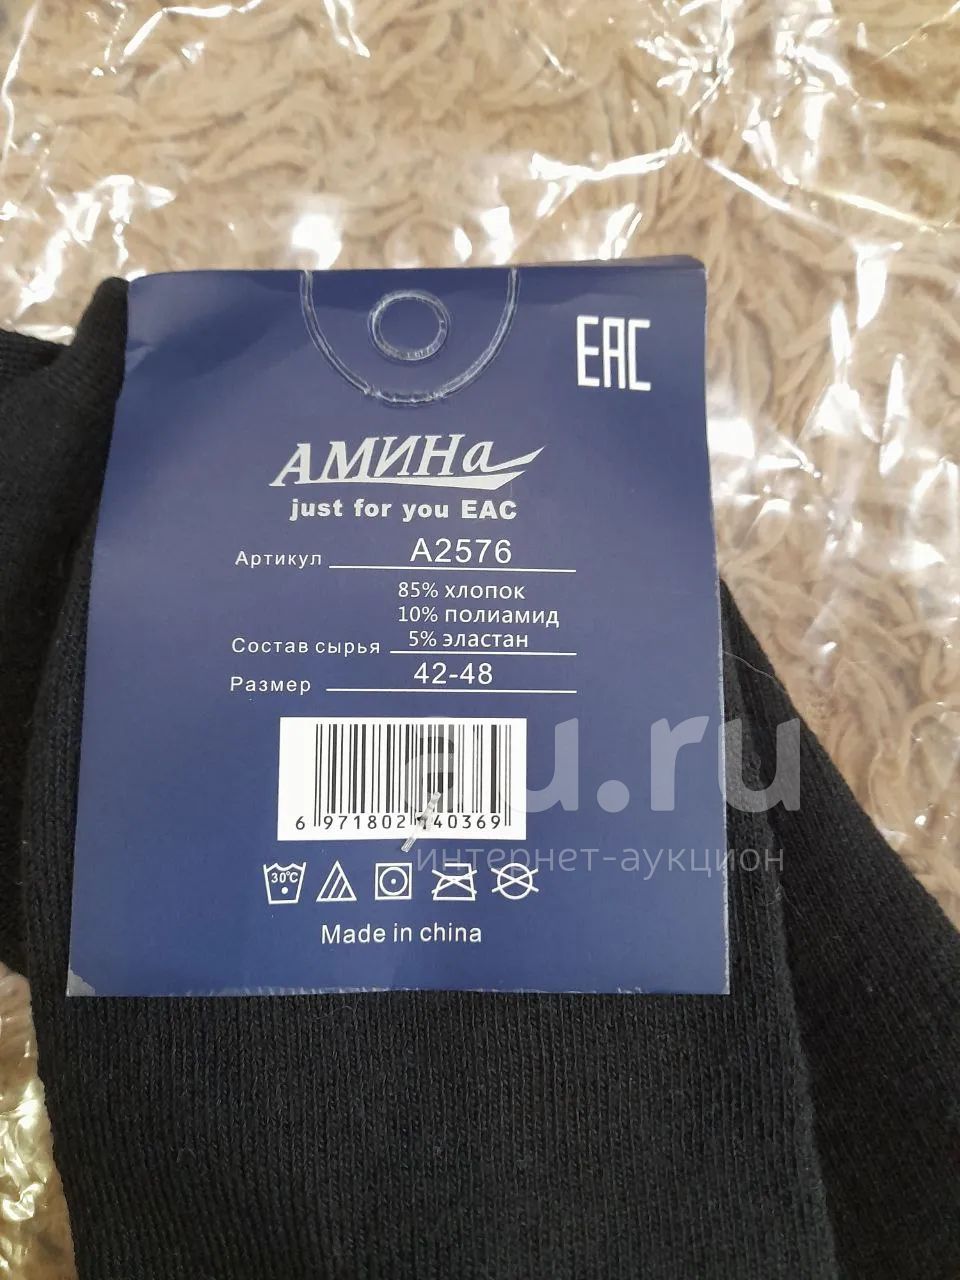 EAC
АМИНа
just for you EAC
Артикул A2576
85% хлопок
10% полиамид
Состав сырья 5% эластан
Размер 42-48
au.ru
6 971802 140369
интернет-аукцион
30°C
Made in china